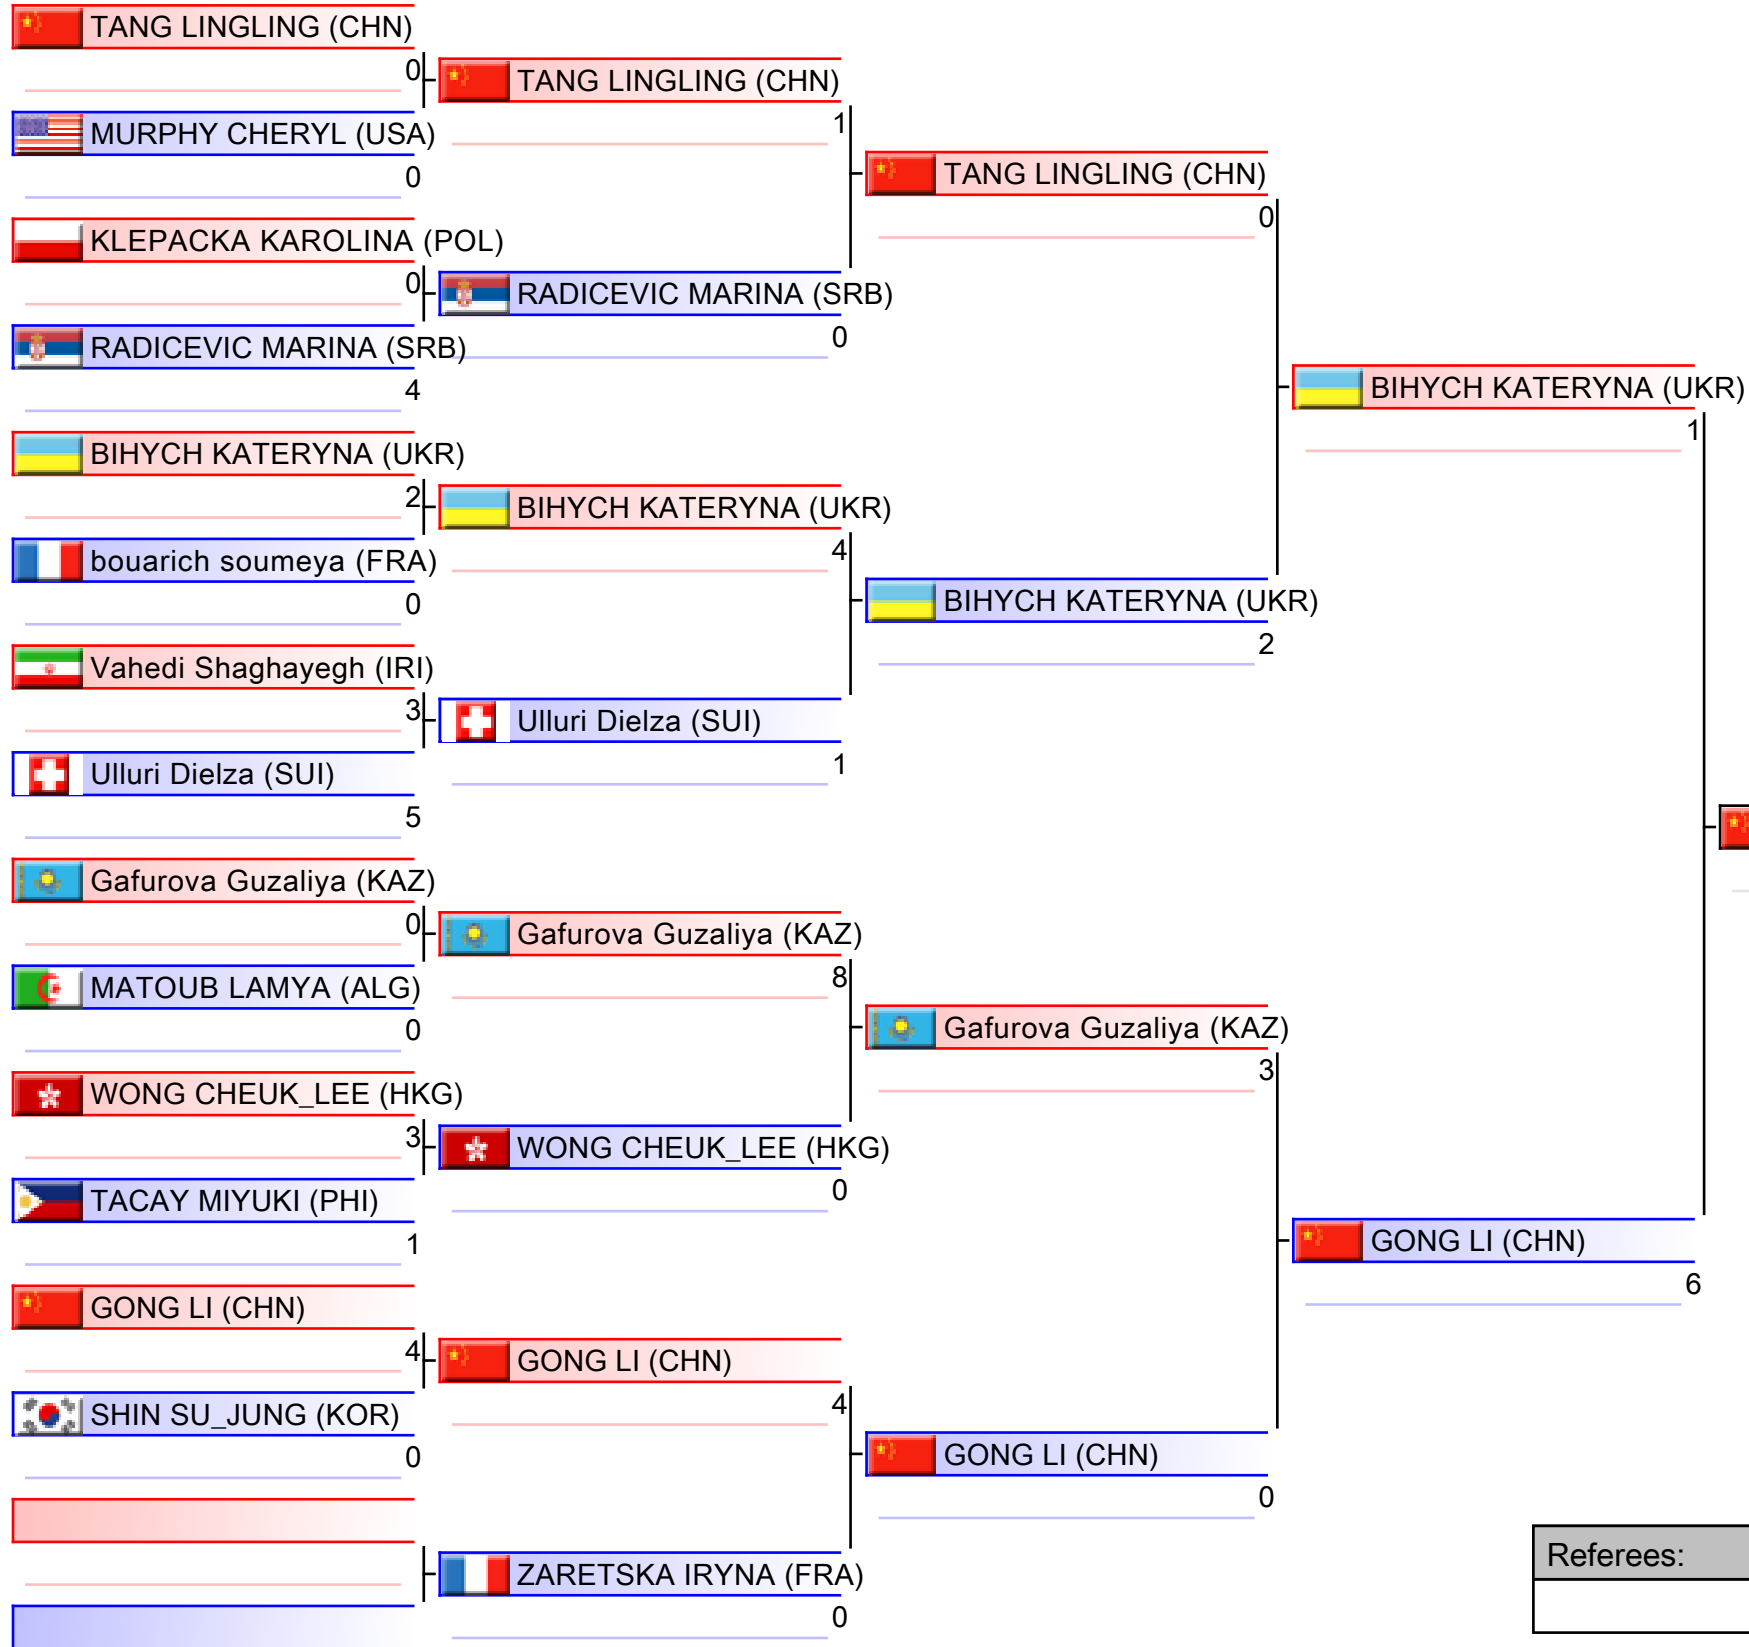 TANG LINGLING (CHN)
0
MURPHY CHERYL (USA)
0
KLEPACKA KAROLINA (POL)
0
RADICEVIC MARINA (SRB)
4
BIHYCH KATERYNA (UKR)
2
bouarich soumeya (FRA)
0
Vahedi Shaghayegh (IRI)
3
Ulluri Dielza (SUI)
5
Gafurova Guzaliya (KAZ)
0
MATOUB LAMYA (ALG)
0
WONG CHEUK_LEE (HKG)
3
TACAY MIYUKI (PHI)
1
GONG LI (CHN)
4
SHIN SU_JUNG (KOR)
0
TANG LINGLING (CHN)
1
RADICEVIC MARINA (SRB)
0
BIHYCH KATERYNA (UKR)
4
Ulluri Dielza (SUI)
1
Gafurova Guzaliya (KAZ)
8
WONG CHEUK_LEE (HKG)
0
GONG LI (CHN)
4
ZARETSKA IRYNA (FRA)
0
TANG LINGLING (CHN)
0
BIHYCH KATERYNA (UKR)
2
Gafurova Guzaliya (KAZ)
3
GONG LI (CHN)
0
BIHYCH KATERYNA (UKR)
1
GONG LI (CHN)
6
Referees: